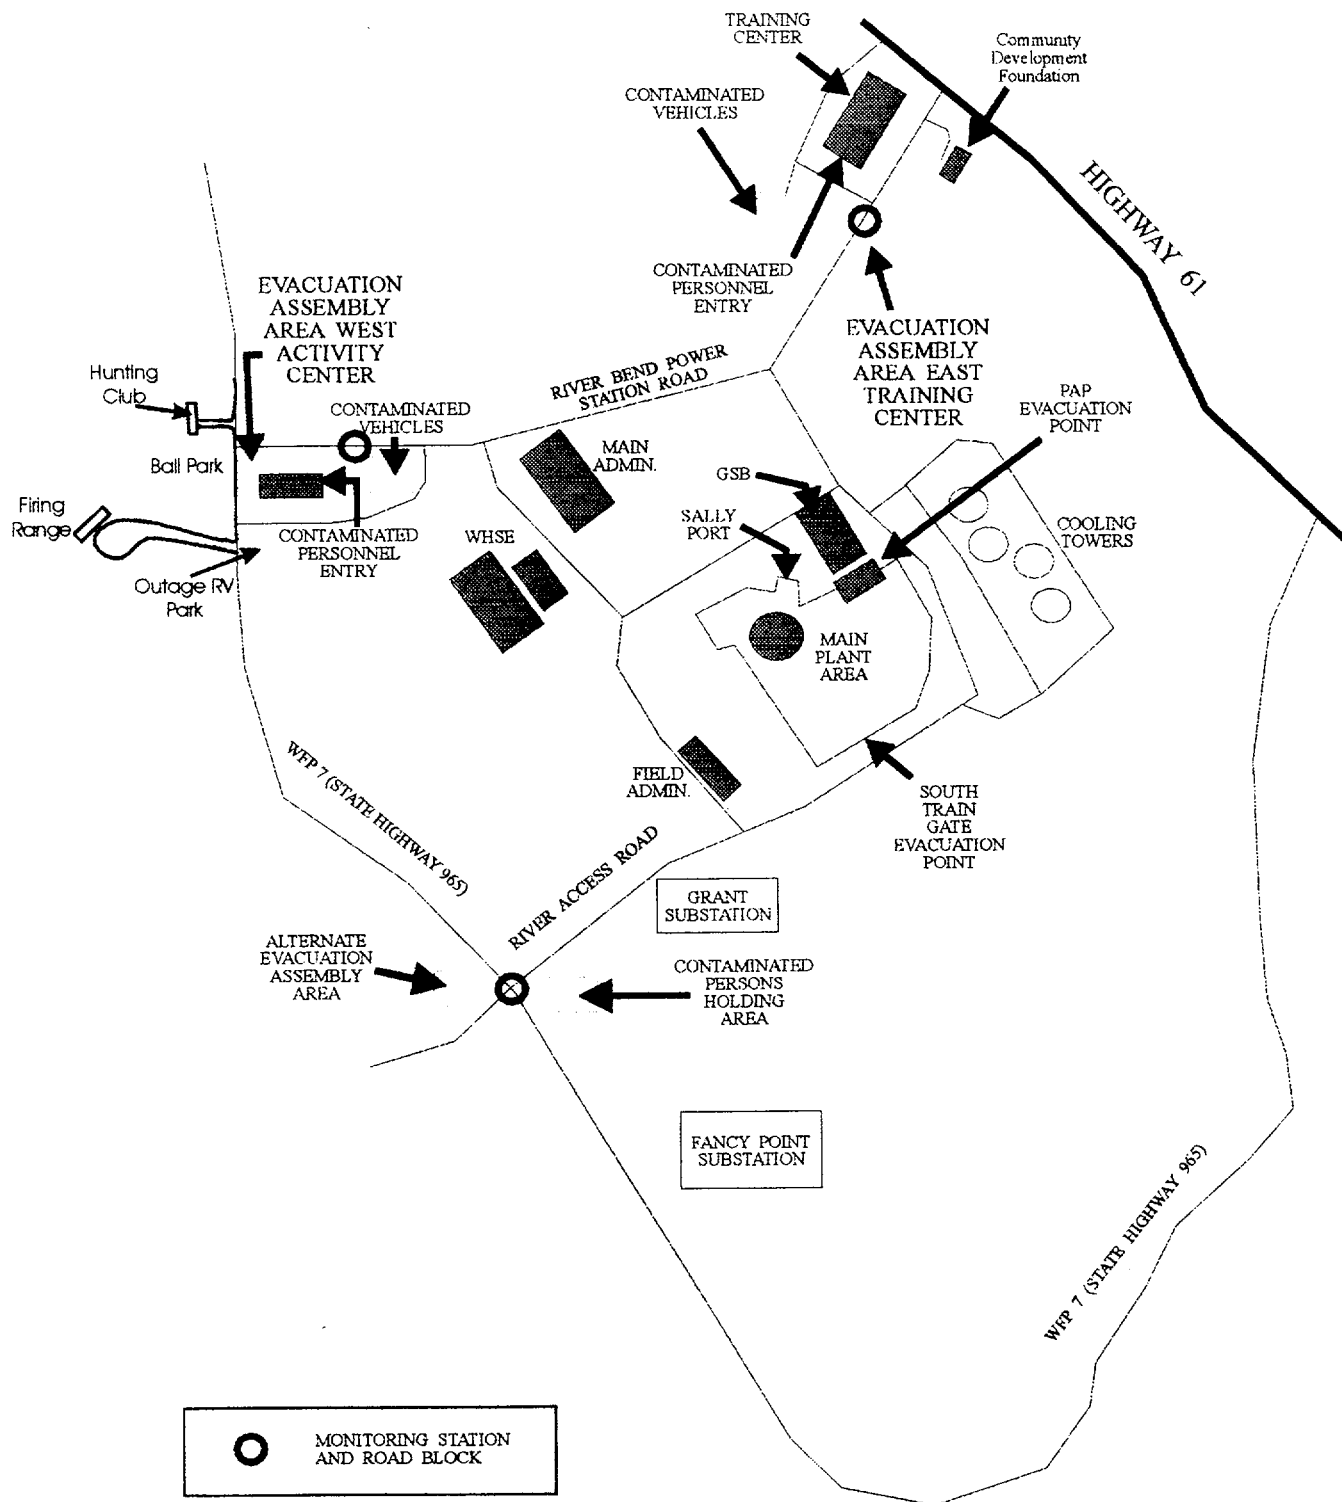 TRAINING
CENTER
Community
Development
Foundation
CONTAMINATED
VEHICLES
HIGHWAY 61
CONTAMINATED
PERSONNEL
ENTRY
EVACUATION
ASSEMBLY
AREA WEST
ACTIVITY
CENTER
EVACUATION
ASSEMBLY
AREA EAST
TRAINING
CENTER
RIVER BEND POWER
STATION ROAD
PAP
EVACUATION
POINT
Hunting
Club
CONTAMINATED
VEHICLES
Ball Park
MAIN
ADMIN.
GSB
Firing
Range
SALLY
PORT
COOLING
TOWERS
CONTAMINATED
PERSONNEL
ENTRY
WHSE
Outage RV
Park
MAIN
PLANT
AREA
WFP 7 (STATE HIGHWAY 965)
FIELD
ADMIN.
SOUTH
TRAIN
GATE
EVACUATION
POINT
RIVER ACCESS ROAD
GRANT
SUBSTATION
ALTERNATE
EVACUATION
ASSEMBLY
AREA
CONTAMINATED
PERSONS
HOLDING
AREA
FANCY POINT
SUBSTATION
WFP 7 (STATE HIGHWAY 965)
MONITORING STATION
AND ROAD BLOCK